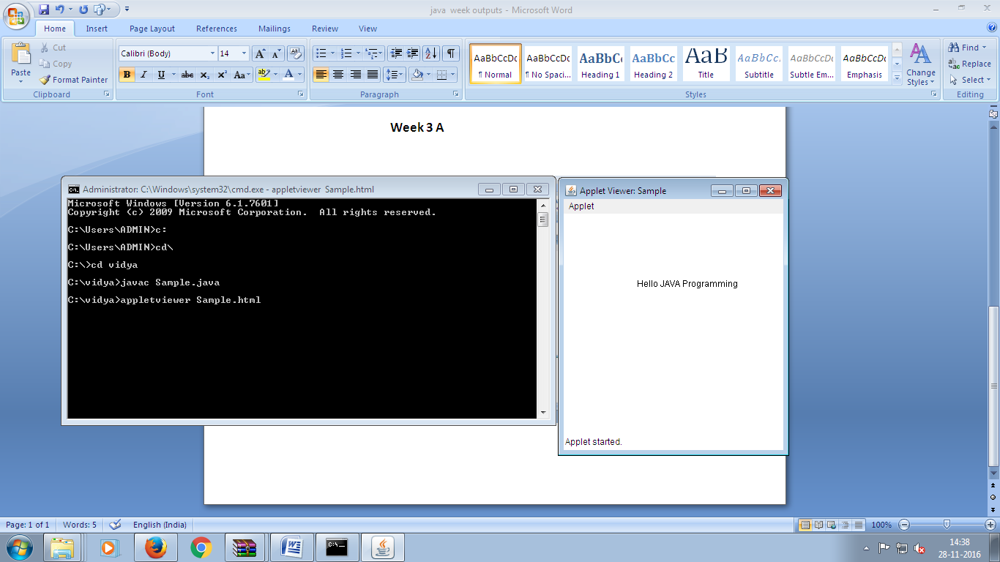 java week outputs - Microsoft Word
Home Insert Page Layout References Mailings Review View
Paste
Cut
Copy
Format Painter
Clipboard
Calibri (Body) 14
B I U abc x₂ x² Aa
Font
Paragraph
AaBbCcDc AaBbCcDc AaBbC AaBbCc AaB AaBbCc. AaBbCcDc AaBbCcDc
¶ Normal ¶ No Spaci... Heading 1 Heading 2 Title Subtitle Subtle Em... Emphasis
Change Styles
Styles
Find
Replace
Select
Editing
Week 3 A
Administrator: C:\Windows\system32\cmd.exe - appletviewer Sample.html
Microsoft Windows [Version 6.1.7601]
Copyright (c) 2009 Microsoft Corporation. All rights reserved.
C:\Users\ADMIN>c:
C:\Users\ADMIN>cd\
C:\>cd vidya
C:\vidya>javac Sample.java
C:\vidya>appletviewer Sample.html
Applet Viewer: Sample
Applet
Hello JAVA Programming
Applet started.
Page: 1 of 1 Words: 5 English (India) 100%
14:38
28-11-2016